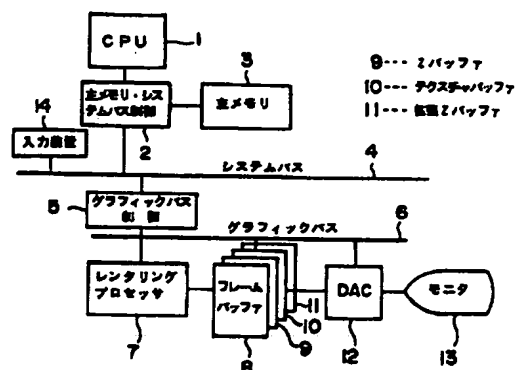 CPU
1
3
主メモリ・シス
テムバス制御
主メモリ
2
9--- Zバッファ
10--- テクスチャバッファ
11--- 拡張Zバッファ
14
入力装置
システムバス
4
5
グラフィックバス
制御
グラフィックバス
6
レンダリング
プロセッサ
7
フレーム
バッファ
8
9
10
11
DAC
12
モニタ
13